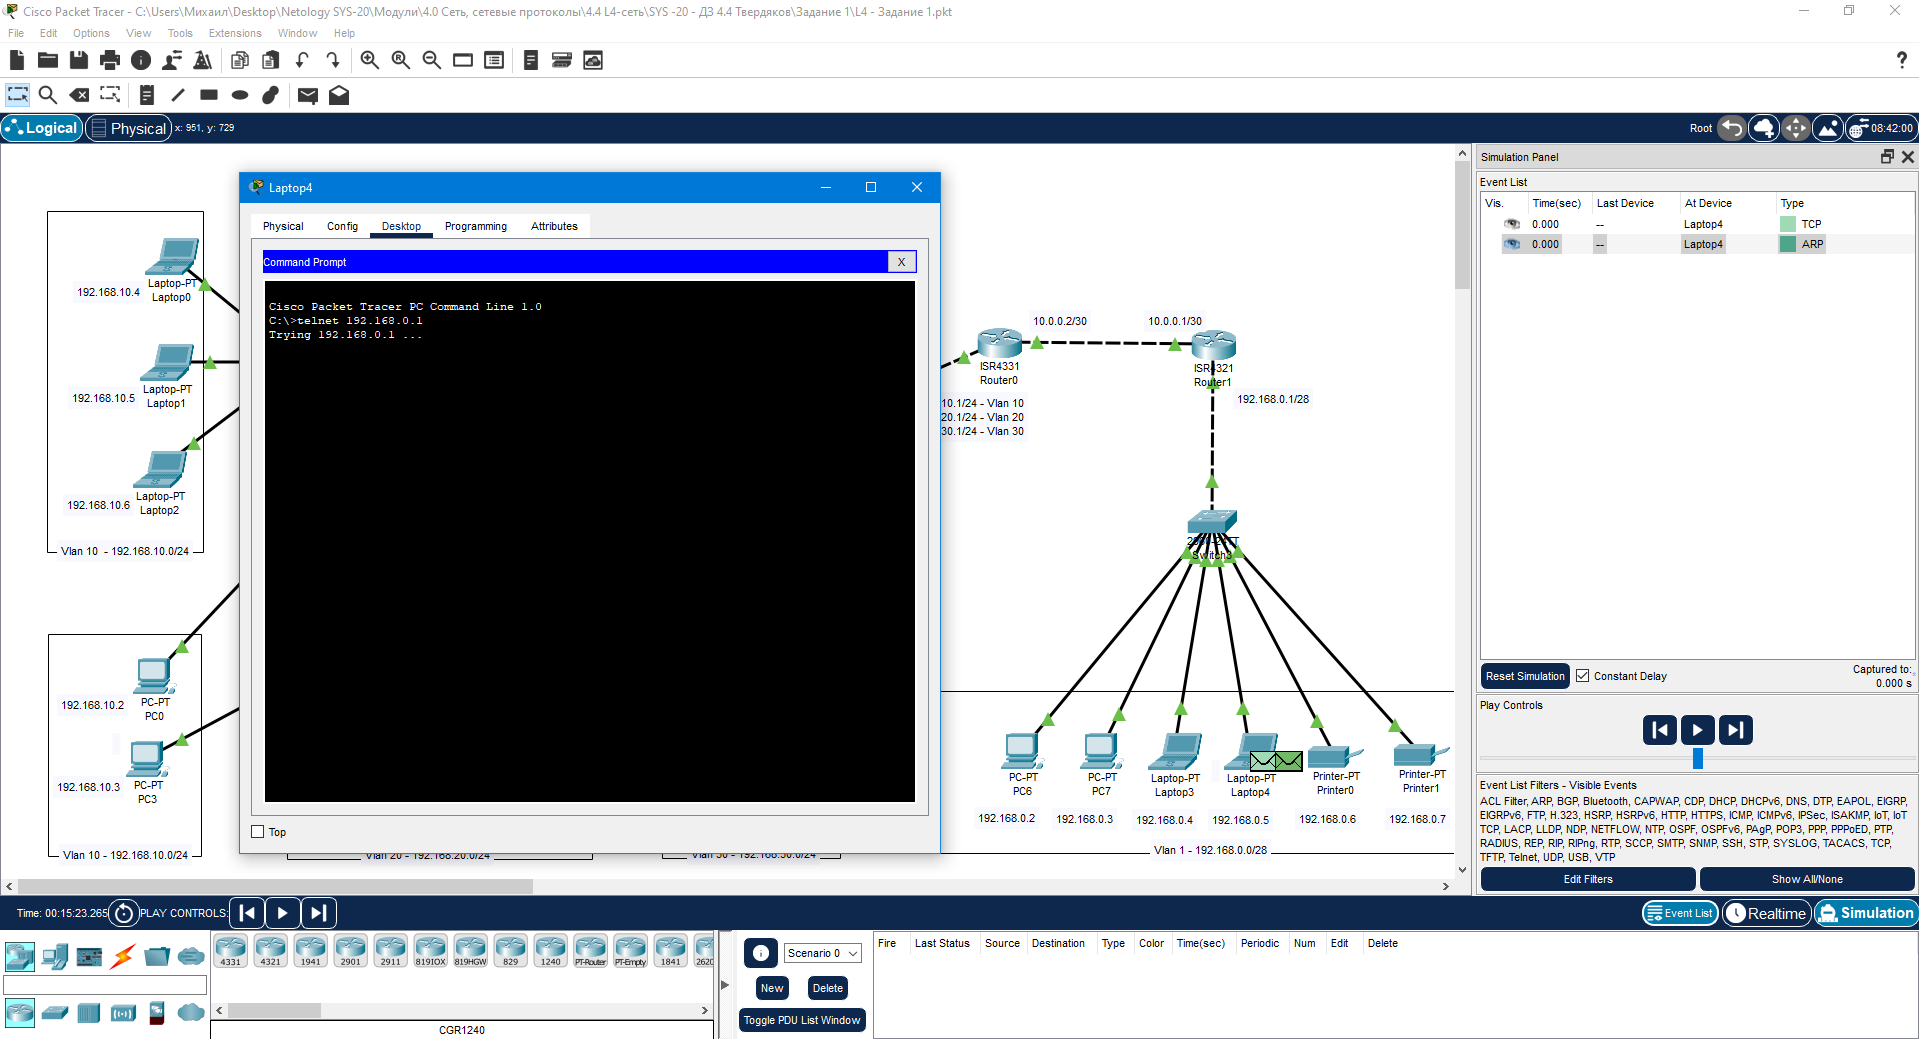 Cisco Packet Tracer - C:\Users\Михаил\Desktop\Netology SYS-20\Модули\4.0 Сеть, сетевые протоколы\4.4 L4-сеть\SYS -20 - ДЗ 4.4 Твердяков\Задание 1\L4 - Задание 1.pkt
File Edit Options View Tools Extensions Window Help
?
Logical Physical x: 951, y: 729
Root 08:42:00
Laptop4
Physical Config Desktop Programming Attributes
Command Prompt X
Cisco Packet Tracer PC Command Line 1.0
C:\>telnet 192.168.0.1
Trying 192.168.0.1 ...
Top
Laptop-PT
Laptop0
192.168.10.4
Laptop-PT
Laptop1
192.168.10.5
Laptop-PT
Laptop2
192.168.10.6
Vlan 10 - 192.168.10.0/24
PC-PT
PC0
192.168.10.2
PC-PT
PC3
192.168.10.3
Vlan 10 - 192.168.10.0/24
Vlan 20 - 192.168.20.0/24
Vlan 30 - 192.168.30.0/24
10.0.0.2/30
10.0.0.1/30
ISR4331
Router0
10.1/24 - Vlan 10
20.1/24 - Vlan 20
30.1/24 - Vlan 30
ISR4321
Router1
192.168.0.1/28
Switch3
PC-PT
PC6
192.168.0.2
PC-PT
PC7
192.168.0.3
Laptop-PT
Laptop3
192.168.0.4
Laptop-PT
Laptop4
192.168.0.5
Printer-PT
Printer0
192.168.0.6
Printer-PT
Printer1
192.168.0.7
Vlan 1 - 192.168.0.0/28
Simulation Panel
Event List
Vis. Time(sec) Last Device At Device Type
0.000 -- Laptop4 TCP
0.000 -- Laptop4 ARP
Reset Simulation Constant Delay
Captured to:
0.000 s
Play Controls
Event List Filters - Visible Events
ACL Filter, ARP, BGP, Bluetooth, CAPWAP, CDP, DHCP, DHCPv6, DNS, DTP, EAPOL, EIGRP,
EIGRPv6, FTP, H.323, HSRP, HSRPv6, HTTP, HTTPS, ICMP, ICMPv6, IPSec, ISAKMP, IoT, IoT
TCP, LACP, LLDP, NDP, NETFLOW, NTP, OSPF, OSPFv6, PAgP, POP3, PPP, PPPoED, PTP,
RADIUS, REP, RIP, RIPng, RTP, SCCP, SMTP, SNMP, SSH, STP, SYSLOG, TACACS, TCP,
TFTP, Telnet, UDP, USB, VTP
Edit Filters Show All/None
Time: 00:15:23.265 PLAY CONTROLS:
Event List Realtime Simulation
4331 4321 1941 2901 2911 819IOX 819HGW 829 1240 PT-Router PT-Empty 1841 2620
CGR1240
Scenario 0
New Delete
Toggle PDU List Window
Fire Last Status Source Destination Type Color Time(sec) Periodic Num Edit Delete